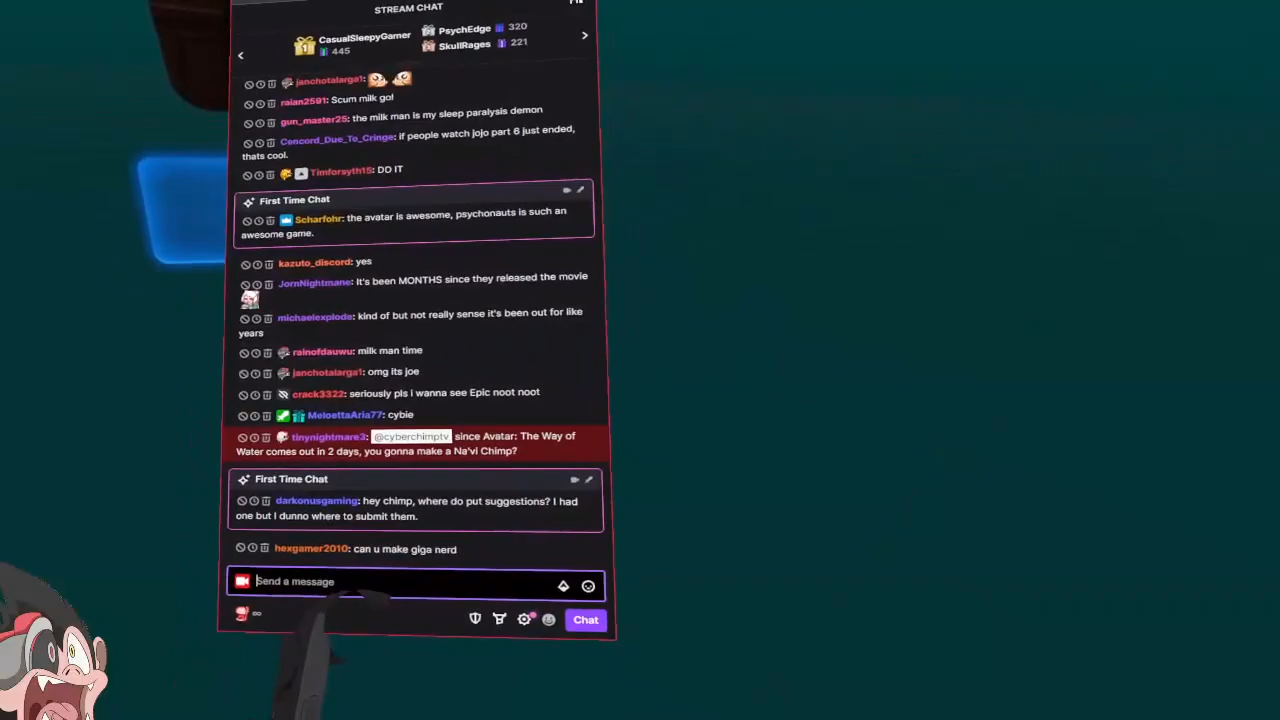 STREAM CHAT
CasualSleepyGamer
445
PsychEdge 320
SkullRages 221
janchotalarga1:
raian2591: Scum milk go!
gun_master25: the milk man is my sleep paralysis demon
Cencord_Due_To_Cringe: if people watch jojo part 6 just ended,
thats cool.
Timforsyth15: DO IT
First Time Chat
Scharfohr: the avatar is awesome, psychonauts is such an
awesome game.
kazuto_discord: yes
JornNightmane: It's been MONTHS since they released the movie
michaelexplode: kind of but not really sense it's been out for like
years
rainofdauwu: milk man time
janchotalarga1: omg its joe
crack3322: seriously pls I wanna see Epic noot noot
MeloettaAria77: cybie
tinynightmare3: @cyberchimptv since Avatar: The Way of
Water comes out in 2 days, you gonna make a Na'vi Chimp?
First Time Chat
darkonusgaming: hey chimp, where do put suggestions? I had
one but I dunno where to submit them.
hexgamer2010: can u make giga nerd
Send a message
∞
Chat